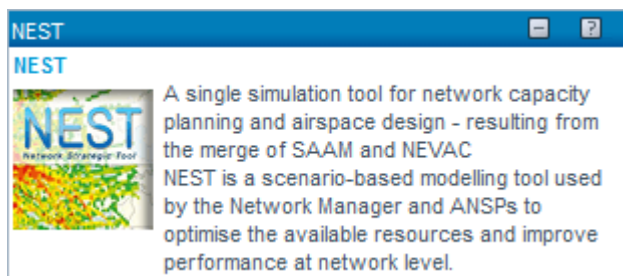 NEST
NEST
NEST
Network Strategic Tool
A single simulation tool for network capacity
planning and airspace design - resulting from
the merge of SAAM and NEVAC
NEST is a scenario-based modelling tool used
by the Network Manager and ANSPs to
optimise the available resources and improve
performance at network level.